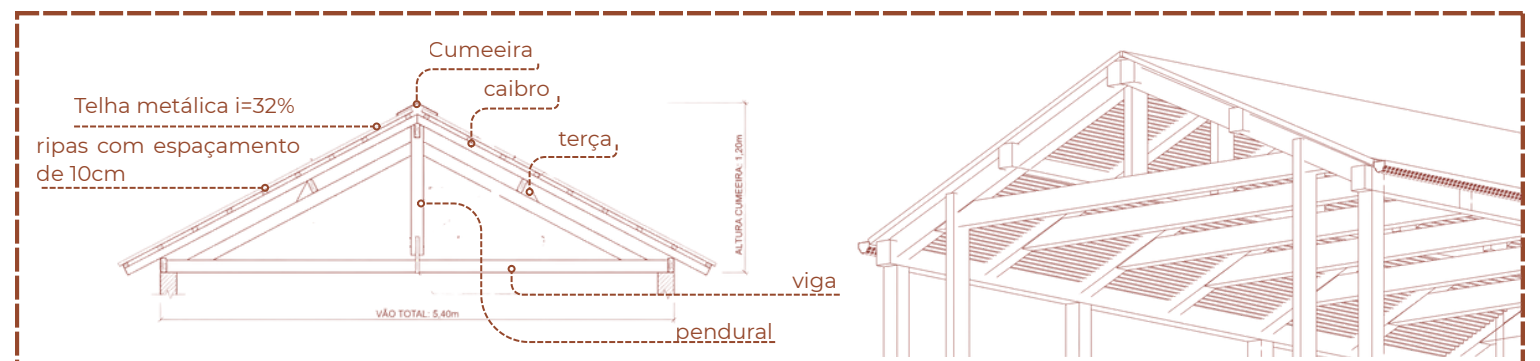 Cumeeira
caibro
Telha metálica i=32%
ripas com espaçamento
de 10cm
terça
ALTURA CUMEEIRA: 1,20m
viga
VÃO TOTAL: 5,40m
pendural